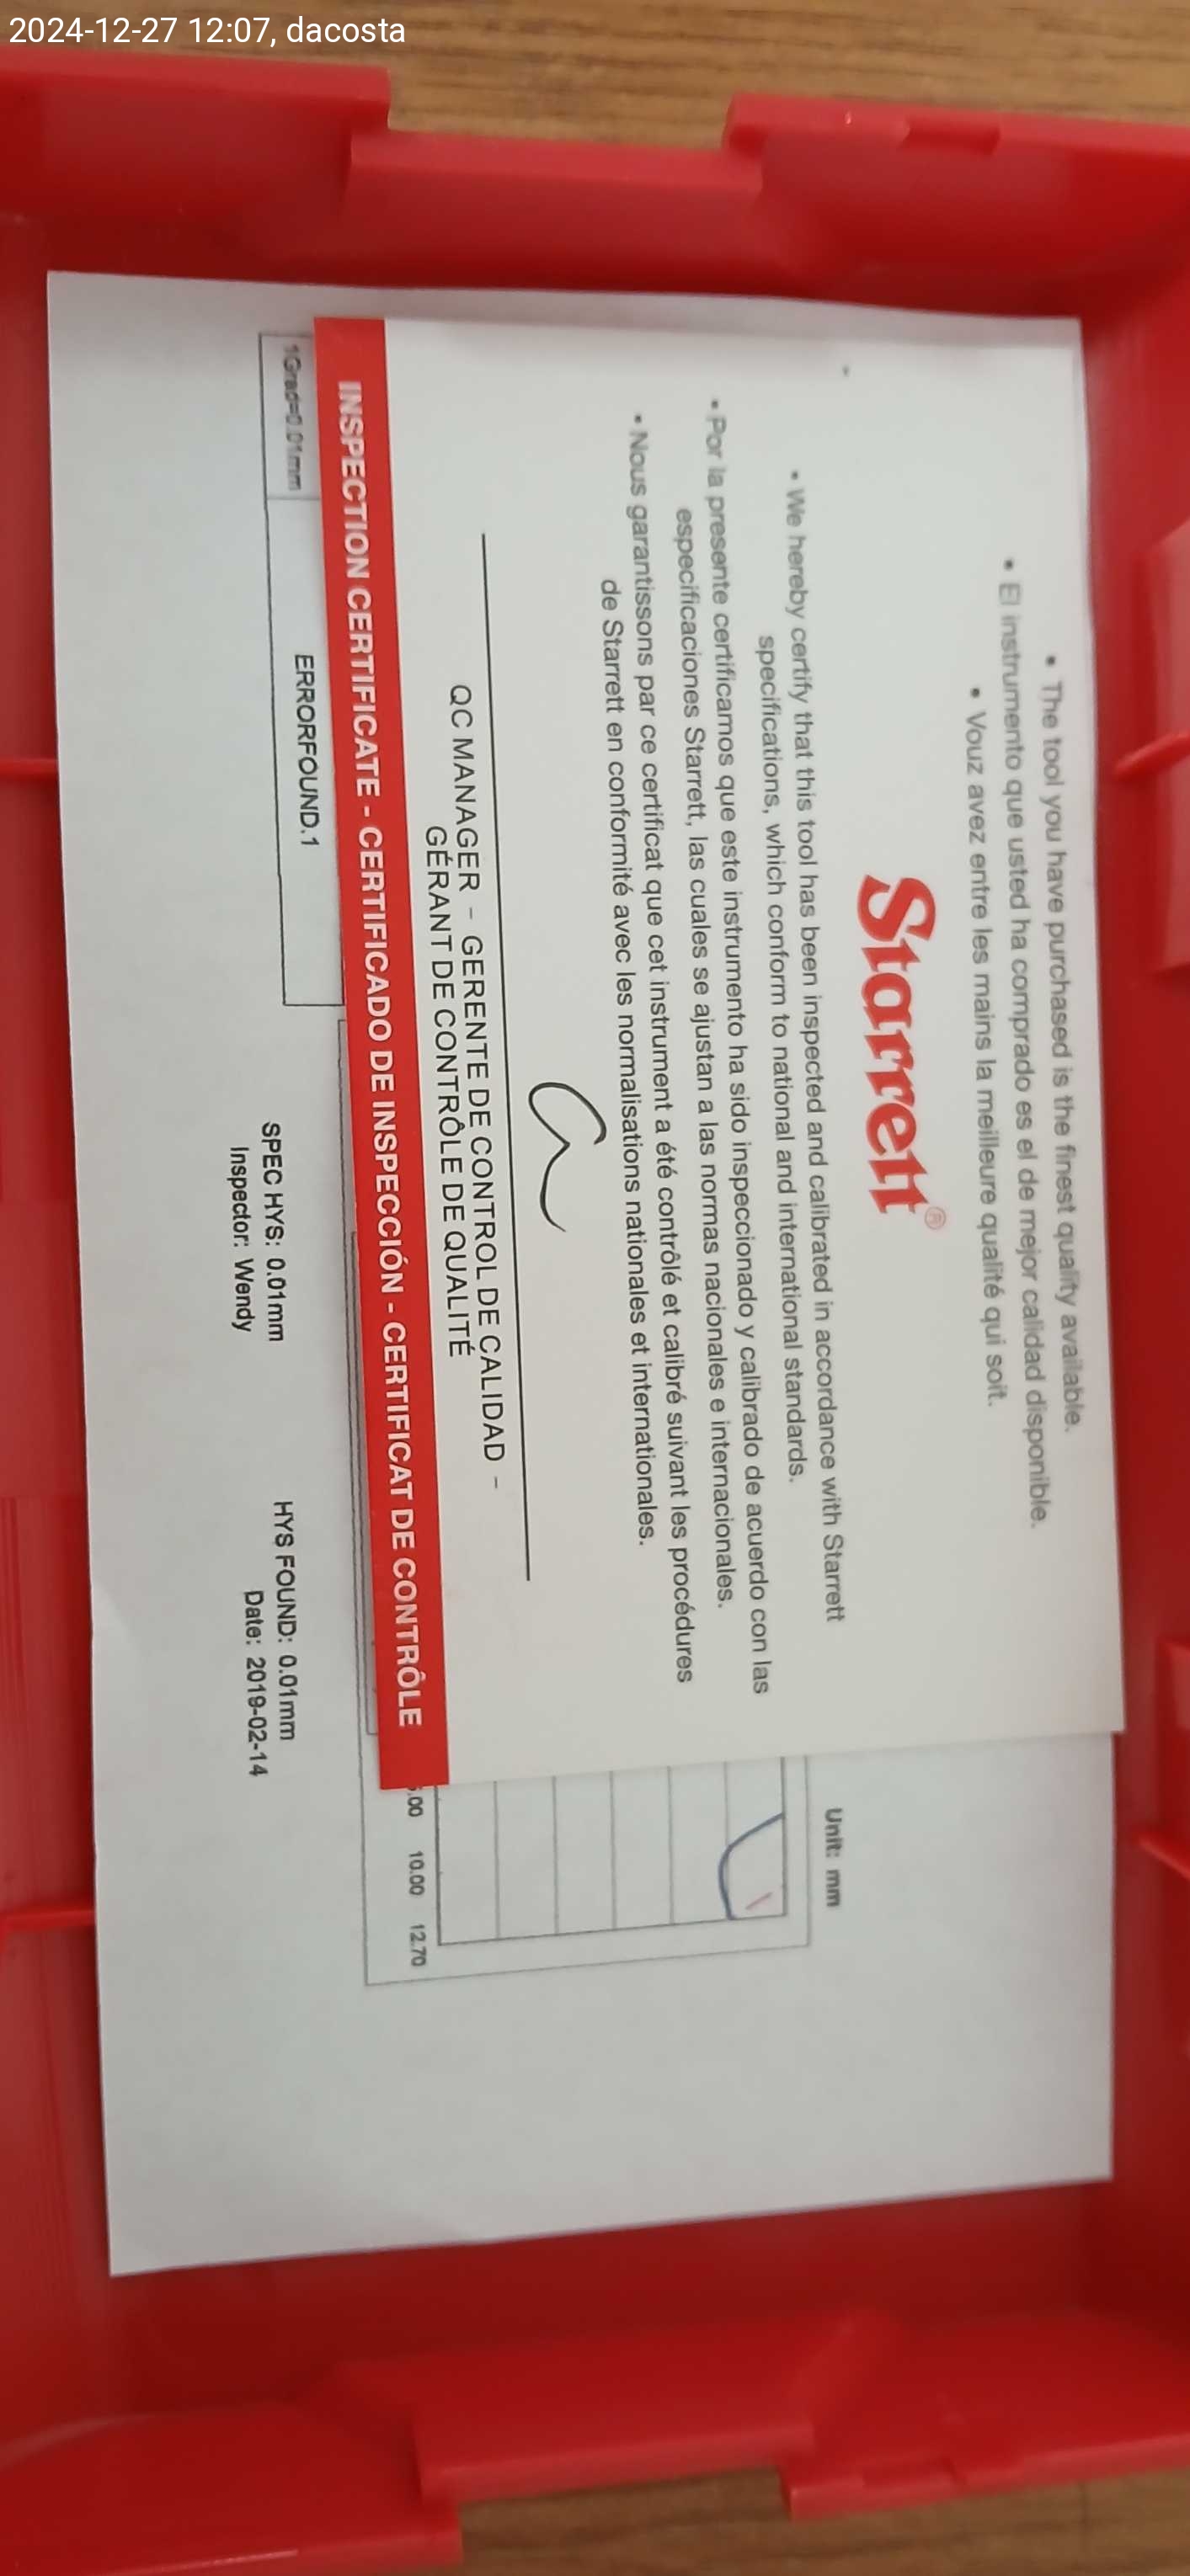 2024-12-27 12:07, dacosta
• The tool you have purchased is the finest quality available.
• El instrumento que usted ha comprado es el de mejor calidad disponible.
• Vouz avez entre les mains la meilleure qualité qui soit.
Starrett®
• We hereby certify that this tool has been inspected and calibrated in accordance with Starrett
specifications, which conform to national and international standards.
• Por la presente certificamos que este instrumento ha sido inspeccionado y calibrado de acuerdo con las
especificaciones Starrett, las cuales se ajustan a las normas nacionales e internacionales.
• Nous garantissons par ce certificat que cet instrument a été contrôlé et calibré suivant les procédures
de Starrett en conformité avec les normalisations nationales et internationales.
QC MANAGER - GERENTE DE CONTROL DE CALIDAD -
GÉRANT DE CONTRÔLE DE QUALITÉ
INSPECTION CERTIFICATE - CERTIFICADO DE INSPECCIÓN - CERTIFICAT DE CONTRÔLE
Unit: mm
.00 10.00 12.70
1Grad=0.01mm
ERRORFOUND.1
SPEC HYS: 0.01mm
HYS FOUND: 0.01mm
Inspector: Wendy
Date: 2019-02-14